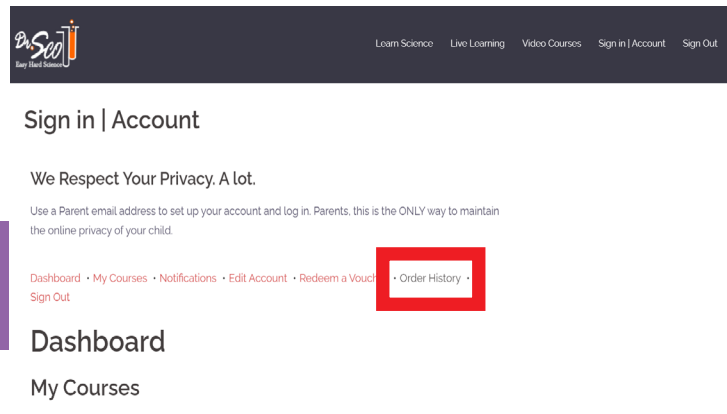 Dr. Sco
Easy Hard Science
Learn Science Live Learning Video Courses Sign in | Account Sign Out
Sign in | Account
We Respect Your Privacy. A lot.
Use a Parent email address to set up your account and log in. Parents, this is the ONLY way to maintain
the online privacy of your child.
Dashboard • My Courses • Notifications • Edit Account • Redeem a Vouch • Order History •
Sign Out
Dashboard
My Courses